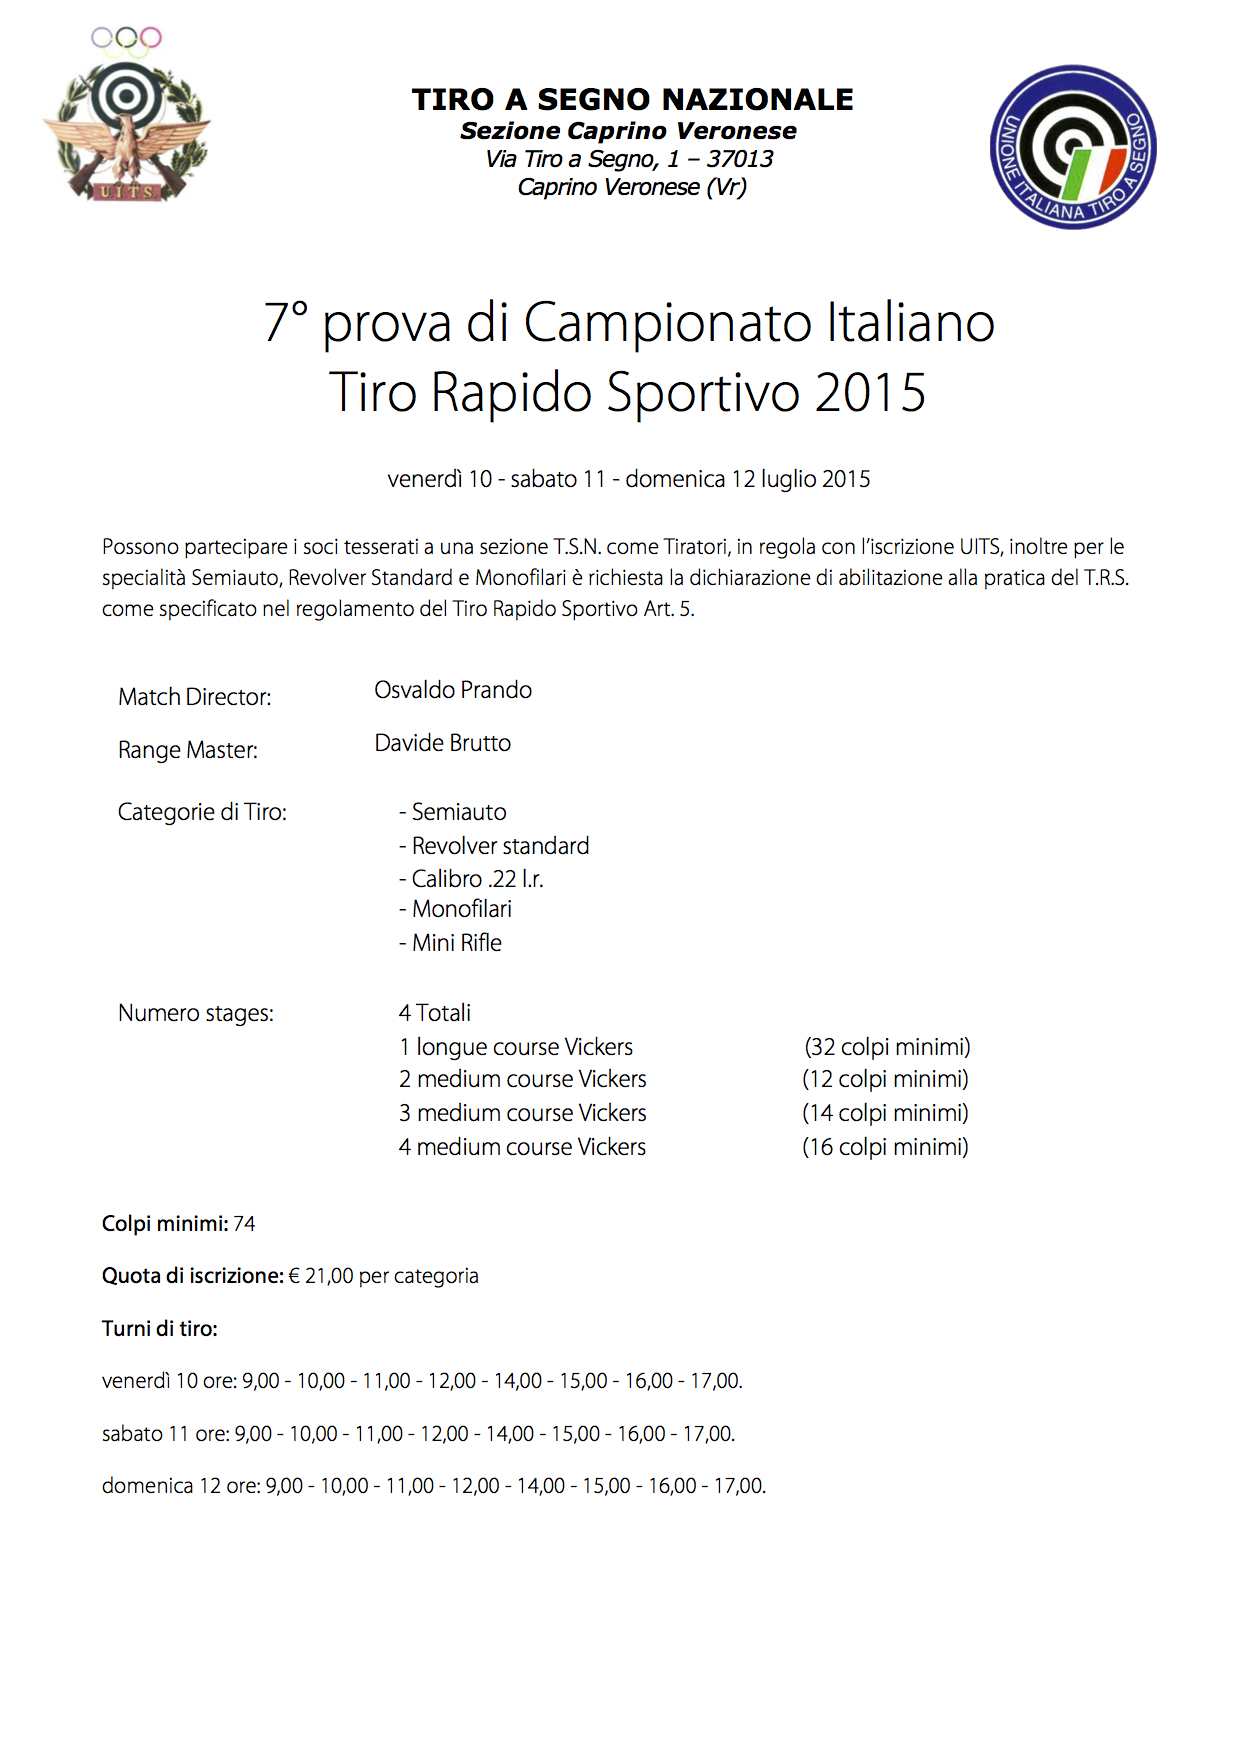 UITS
TIRO A SEGNO NAZIONALE
Sezione Caprino Veronese
Via Tiro a Segno, 1 – 37013
Caprino Veronese (Vr)
UNIONE ITALIANA TIRO A SEGNO
7° prova di Campionato Italiano
Tiro Rapido Sportivo 2015
venerdì 10 - sabato 11 - domenica 12 luglio 2015
Possono partecipare i soci tesserati a una sezione T.S.N. come Tiratori, in regola con l’iscrizione UITS, inoltre per le
specialità Semiauto, Revolver Standard e Monofilari è richiesta la dichiarazione di abilitazione alla pratica del T.R.S.
come specificato nel regolamento del Tiro Rapido Sportivo Art. 5.
Match Director: Osvaldo Prando
Range Master: Davide Brutto
Categorie di Tiro: - Semiauto
- Revolver standard
- Calibro .22 l.r.
- Monofilari
- Mini Rifle
Numero stages: 4 Totali
1 longue course Vickers (32 colpi minimi)
2 medium course Vickers (12 colpi minimi)
3 medium course Vickers (14 colpi minimi)
4 medium course Vickers (16 colpi minimi)
Colpi minimi: 74
Quota di iscrizione: € 21,00 per categoria
Turni di tiro:
venerdì 10 ore: 9,00 - 10,00 - 11,00 - 12,00 - 14,00 - 15,00 - 16,00 - 17,00.
sabato 11 ore: 9,00 - 10,00 - 11,00 - 12,00 - 14,00 - 15,00 - 16,00 - 17,00.
domenica 12 ore: 9,00 - 10,00 - 11,00 - 12,00 - 14,00 - 15,00 - 16,00 - 17,00.